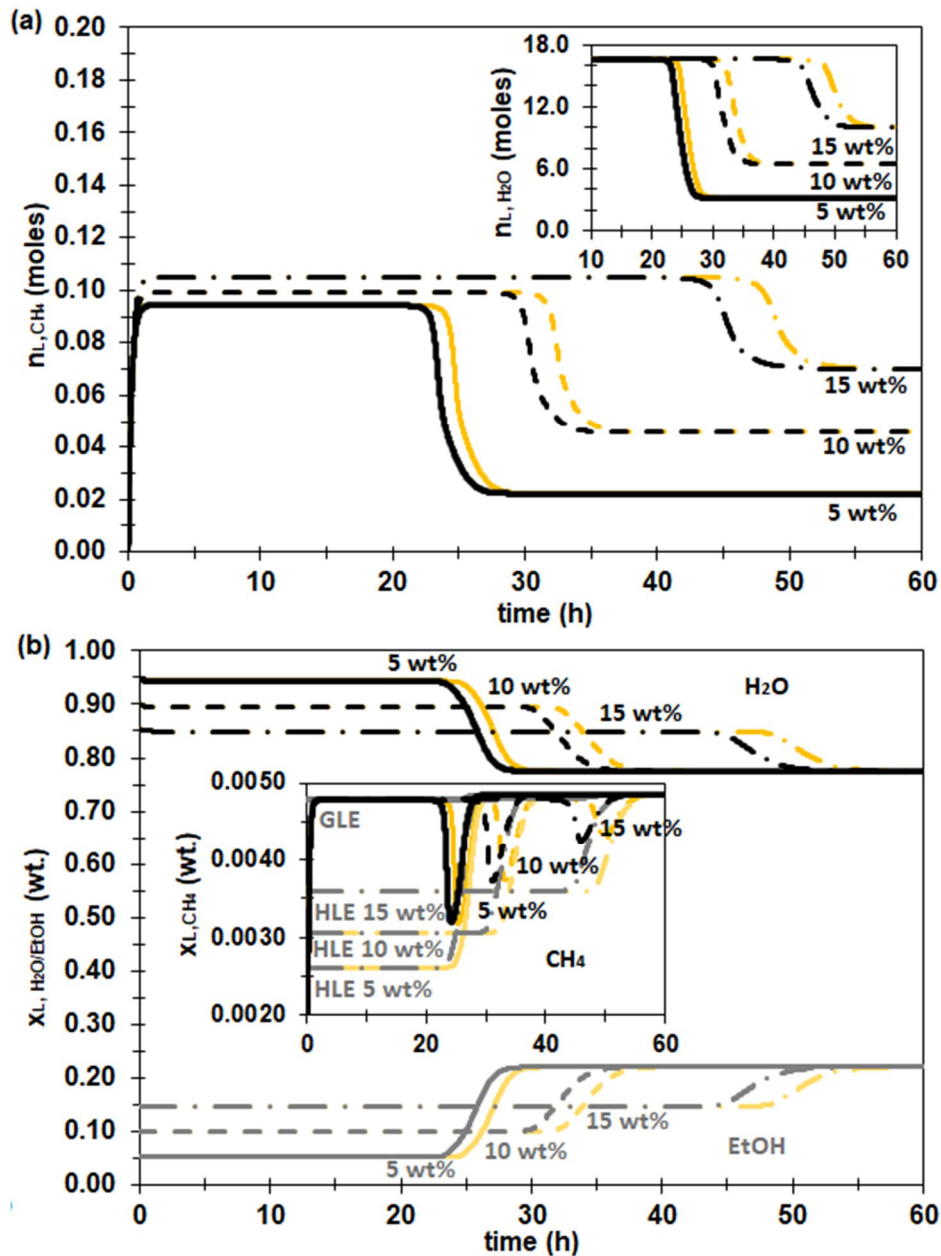 (a)
0.20
0.18
0.16
0.14
0.12
0.10
0.08
0.06
0.04
0.02
0.00
nL,CH₄ (moles)
18.0
12.0
6.0
0.0
nL, H2O (moles)
15 wt%
10 wt%
5 wt%
10 20 30 40 50 60
15 wt%
10 wt%
5 wt%
0 10 20 30 40 50 60
time (h)
(b)
1.00
0.90
0.80
0.70
0.60
0.50
0.40
0.30
0.20
0.10
0.00
xL, H2O/EtOH (wt.)
5 wt%
10 wt%
15 wt%
H₂O
0.0050
0.0040
0.0030
0.0020
xL,CH4 (wt.)
GLE
15 wt%
10 wt%
5 wt%
HLE 15 wt%
HLE 10 wt%
HLE 5 wt%
CH₄
0 20 40 60
15 wt%
10 wt%
5 wt%
EtOH
0 10 20 30 40 50 60
time (h)